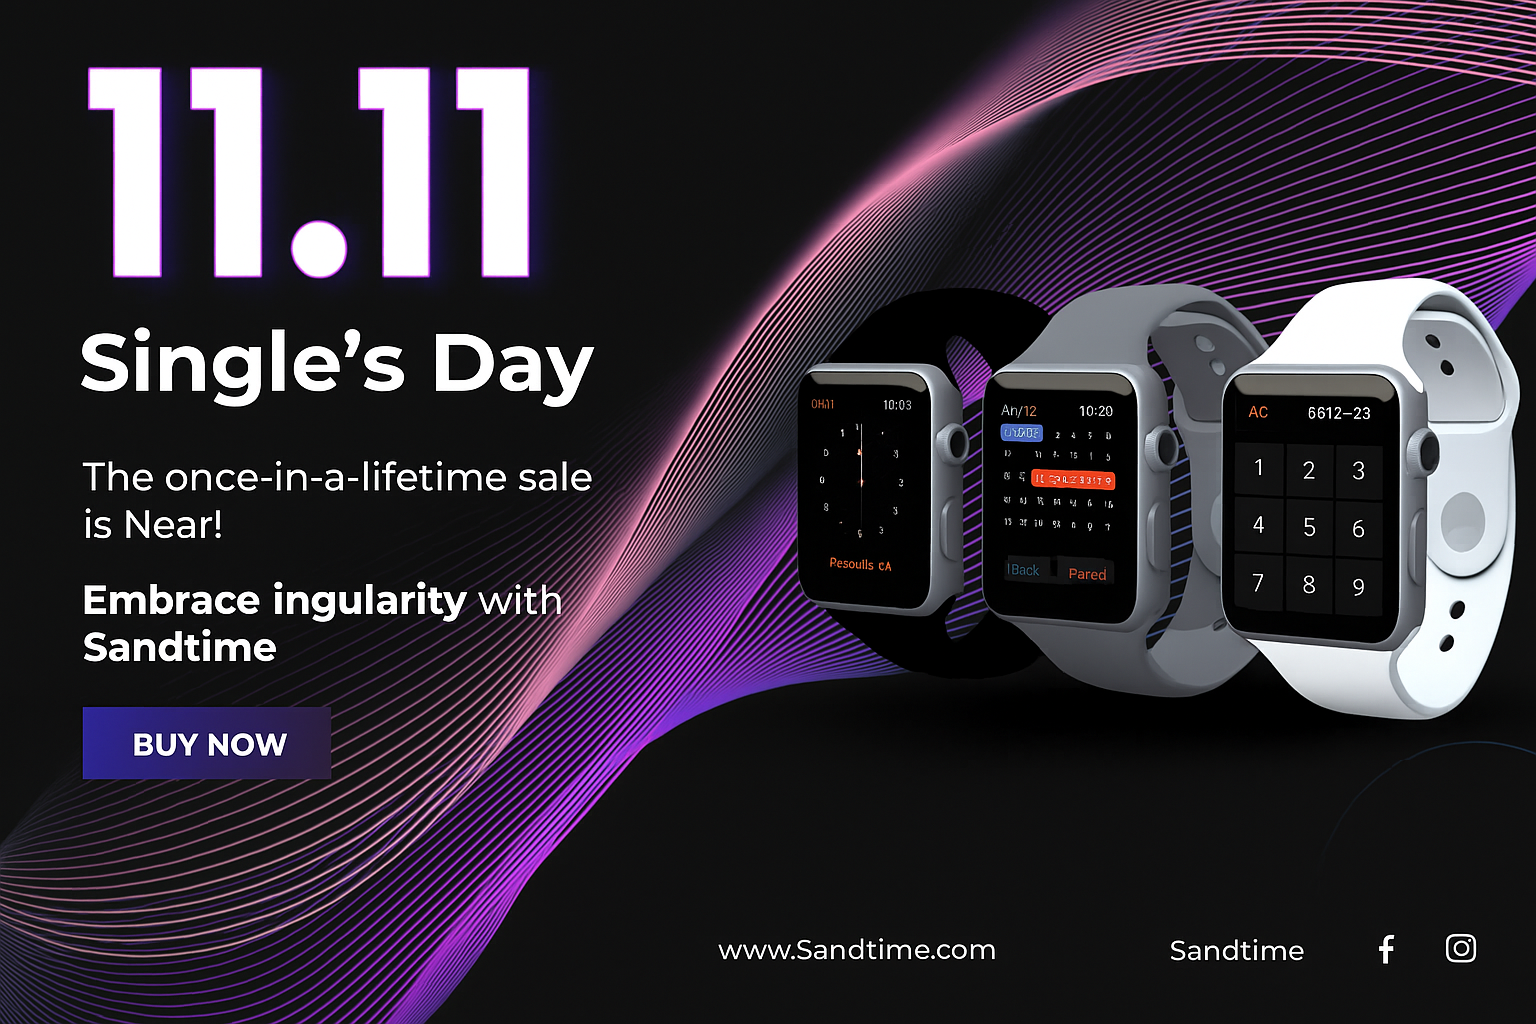 11.11
Single’s Day
The once-in-a-lifetime sale
is Near!
Embrace ingularity with
Sandtime
BUY NOW
10:03
Pesoulls cA
An/12 10:20
Back Pared
AC 6612–23
1 2 3
4 5 6
7 8 9
www.Sandtime.com
Sandtime